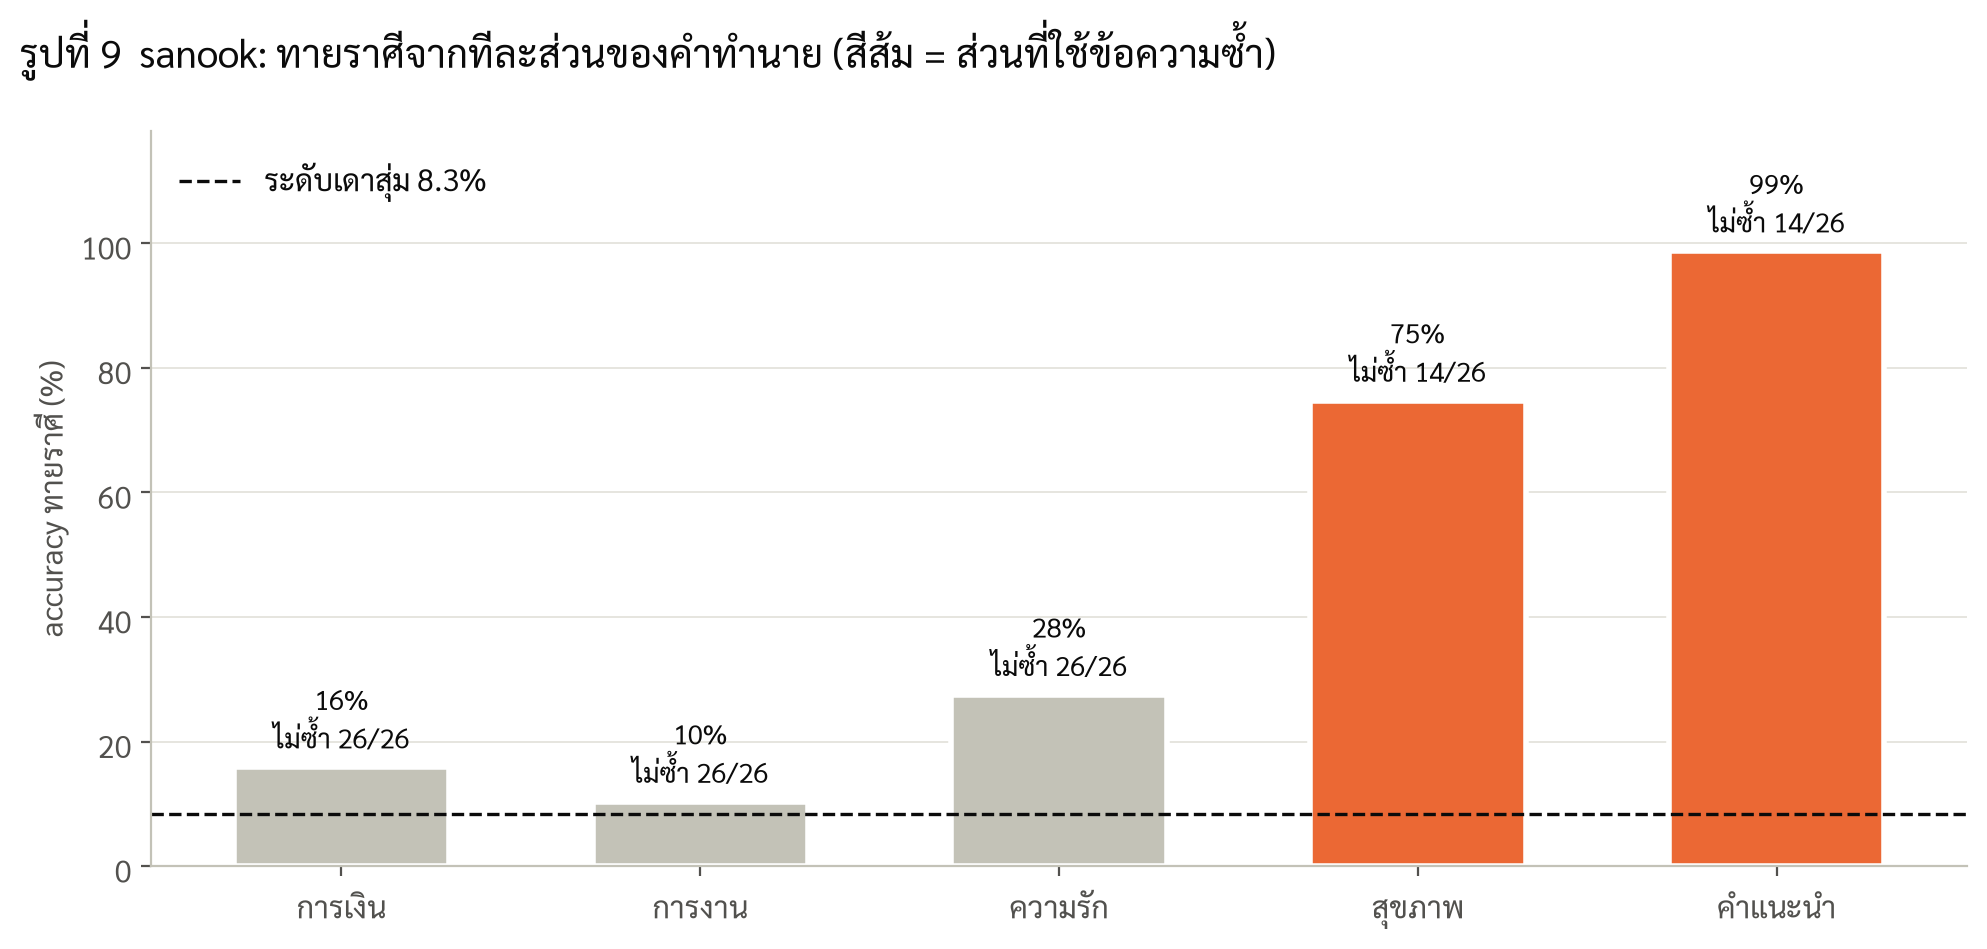 รูปที่ 9 sanook: ทายราศีจากทีละส่วนของคำทำนาย (สีส้ม = ส่วนที่ใช้ข้อความซ้ำ)
ระดับเดาสุ่ม 8.3%
accuracy ทายราศี (%)
100
80
60
40
20
0
16%
ไม่ซ้ำ 26/26
10%
ไม่ซ้ำ 26/26
28%
ไม่ซ้ำ 26/26
75%
ไม่ซ้ำ 14/26
99%
ไม่ซ้ำ 14/26
การเงิน
การงาน
ความรัก
สุขภาพ
คำแนะนำ